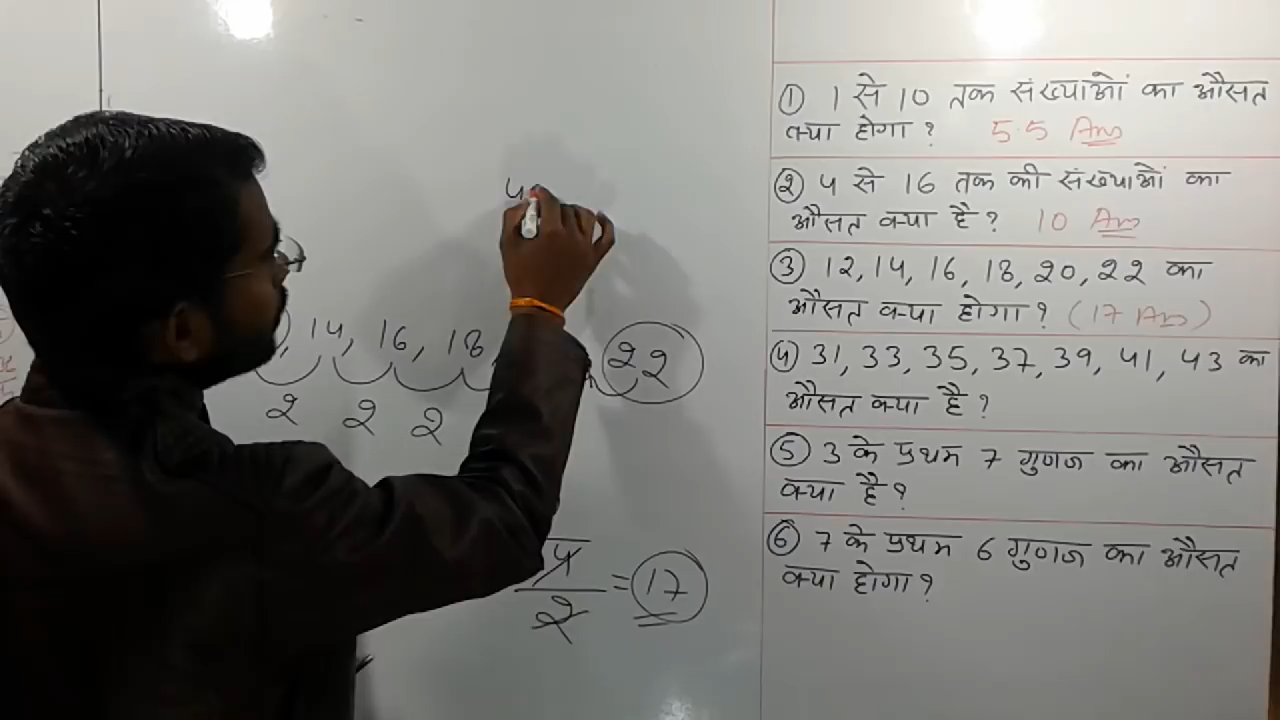 4
, 14, 16, 18,
22
2 2 2
2 = 17
① 1 से 10 तक संख्याओं का औसत
क्या होगा ? 5.5 Ans
② 4 से 16 तक की संख्याओं का
औसत क्या है ? 10 Ans
③ 12, 14, 16, 18, 20, 22 का
औसत क्या होगा ? (17 Ans)
④ 31, 33, 35, 37, 39, 41, 43 का
औसत क्या है ?
⑤ 3 के प्रथम 7 गुणज का औसत
क्या है ?
⑥ 7 के प्रथम 6 गुणज का औसत
क्या होगा ?